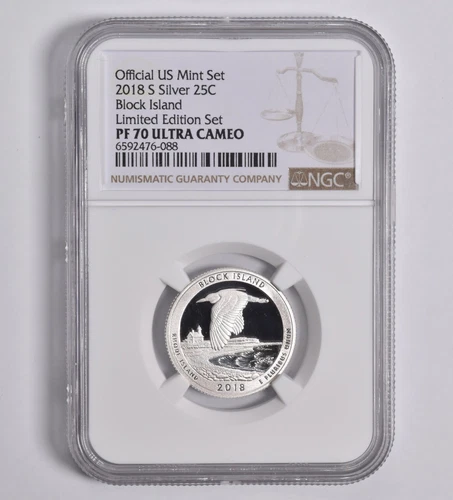 Official US Mint Set
2018 S Silver 25C
Block Island
Limited Edition Set
PF 70 ULTRA CAMEO
6592476-088
NUMISMATIC GUARANTY COMPANY
NGC
BLOCK ISLAND
RHODE ISLAND
2018
E PLURIBUS UNUM